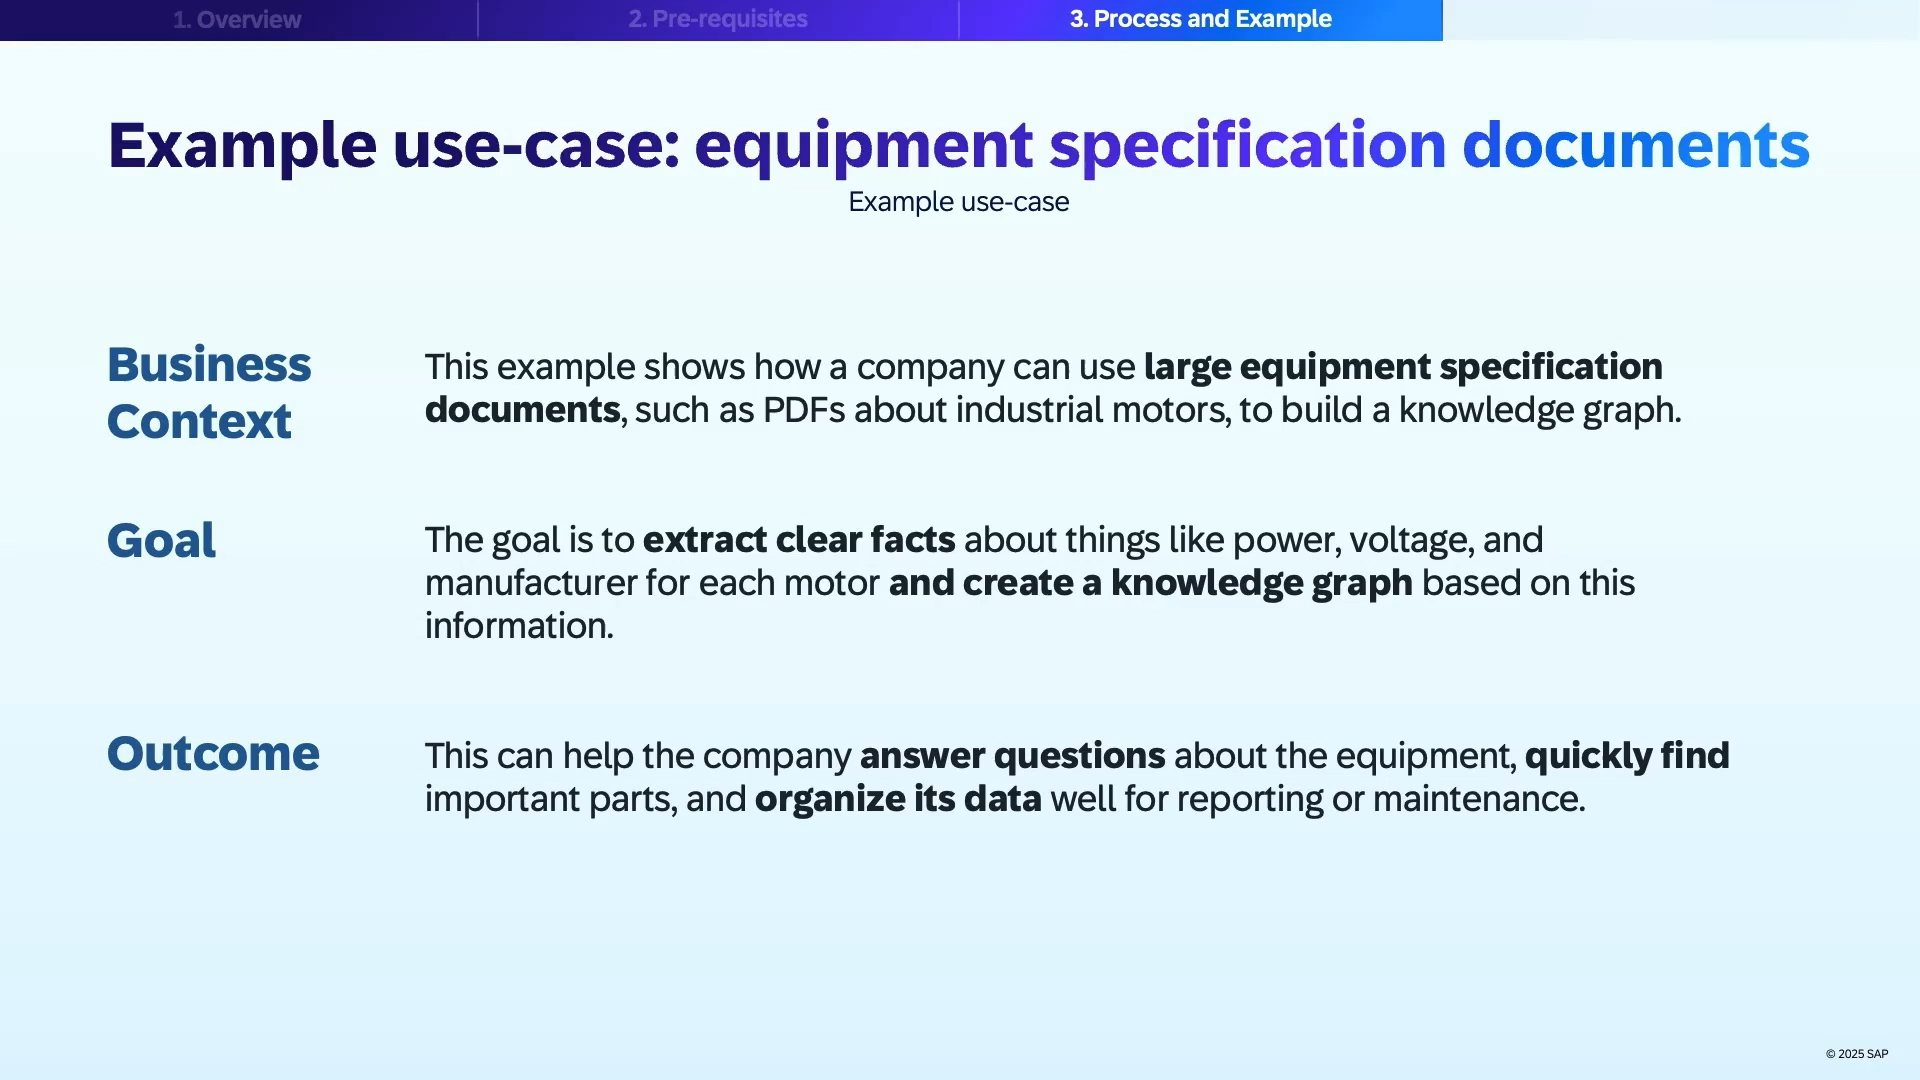 1. Overview
2. Pre-requisites
3. Process and Example
Example use-case: equipment specification documents
Example use-case
Business
Context
This example shows how a company can use large equipment specification
documents, such as PDFs about industrial motors, to build a knowledge graph.
Goal
The goal is to extract clear facts about things like power, voltage, and
manufacturer for each motor and create a knowledge graph based on this
information.
Outcome
This can help the company answer questions about the equipment, quickly find
important parts, and organize its data well for reporting or maintenance.
© 2025 SAP